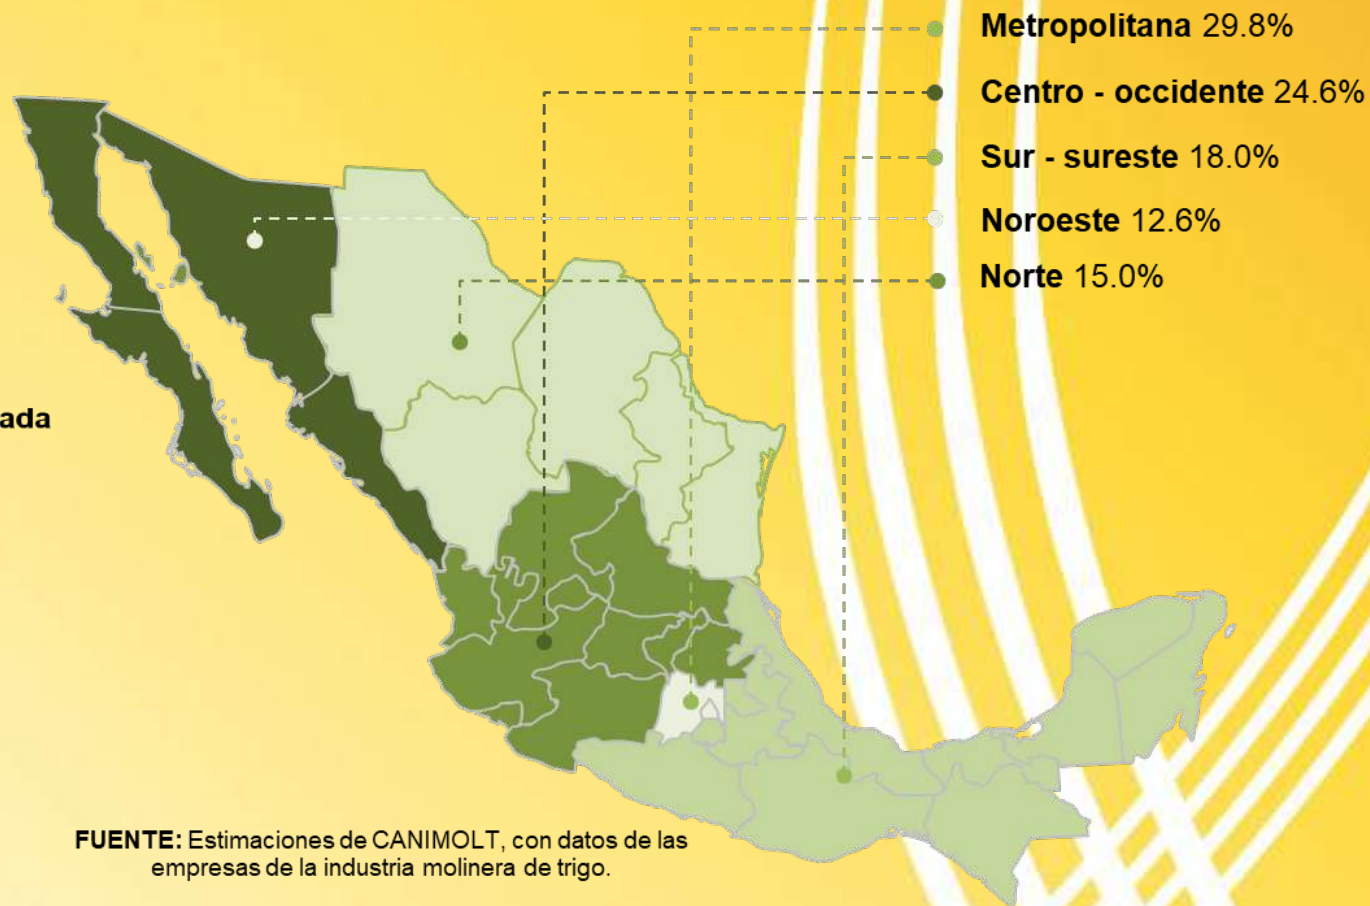 Metropolitana 29.8%
Centro - occidente 24.6%
Sur - sureste 18.0%
Noroeste 12.6%
Norte 15.0%
ada
FUENTE: Estimaciones de CANIMOLT, con datos de las
empresas de la industria molinera de trigo.